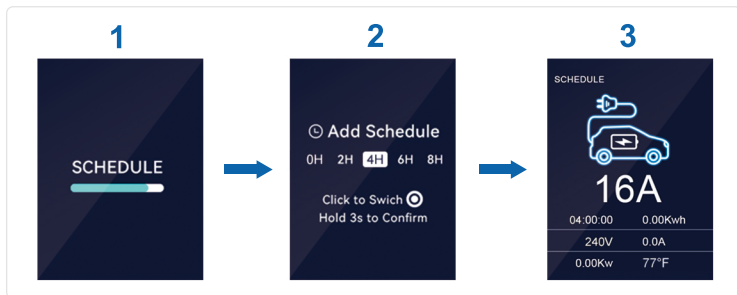 1
2
3
SCHEDULE
Add Schedule
0H 2H 4H 6H 8H
Click to Swich
Hold 3s to Confirm
SCHEDULE
16A
04:00:00 0.00Kwh
240V 0.0A
0.00Kw 77°F